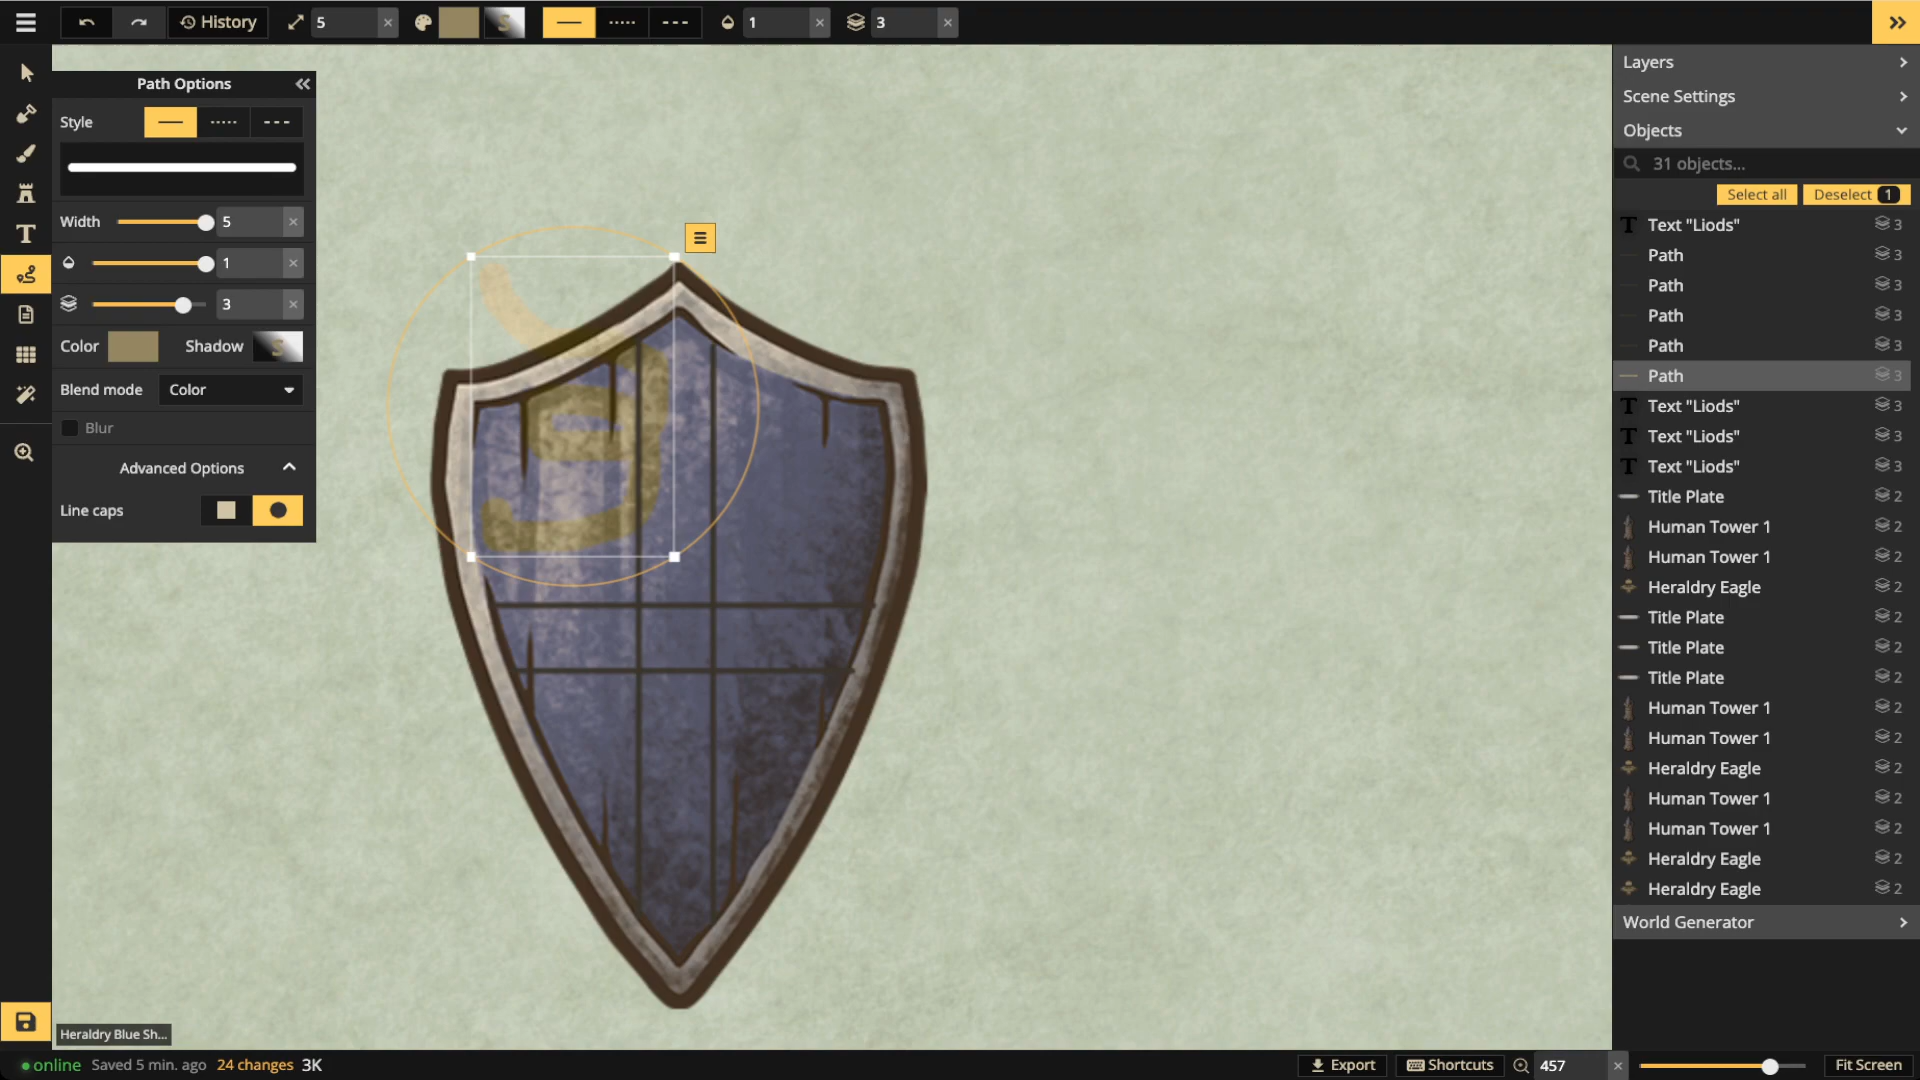 History 5 × 1 × 3 ×
Path Options
Style
Width 5 ×
1 ×
3 ×
Color Shadow S
Blend mode Color
Blur
Advanced Options
Line caps
Layers
Scene Settings
Objects
31 objects...
Select all Deselect 1
T Text "Liods" 3
Path 3
Path 3
Path 3
Path 3
Path 3
T Text "Liods" 3
T Text "Liods" 3
T Text "Liods" 3
Title Plate 2
Human Tower 1 2
Human Tower 1 2
Heraldry Eagle 2
Title Plate 2
Title Plate 2
Title Plate 2
Human Tower 1 2
Human Tower 1 2
Heraldry Eagle 2
Human Tower 1 2
Human Tower 1 2
Heraldry Eagle 2
Heraldry Eagle 2
World Generator
Heraldry Blue Sh...
online Saved 5 min. ago 24 changes 3K Export Shortcuts 457 × Fit Screen